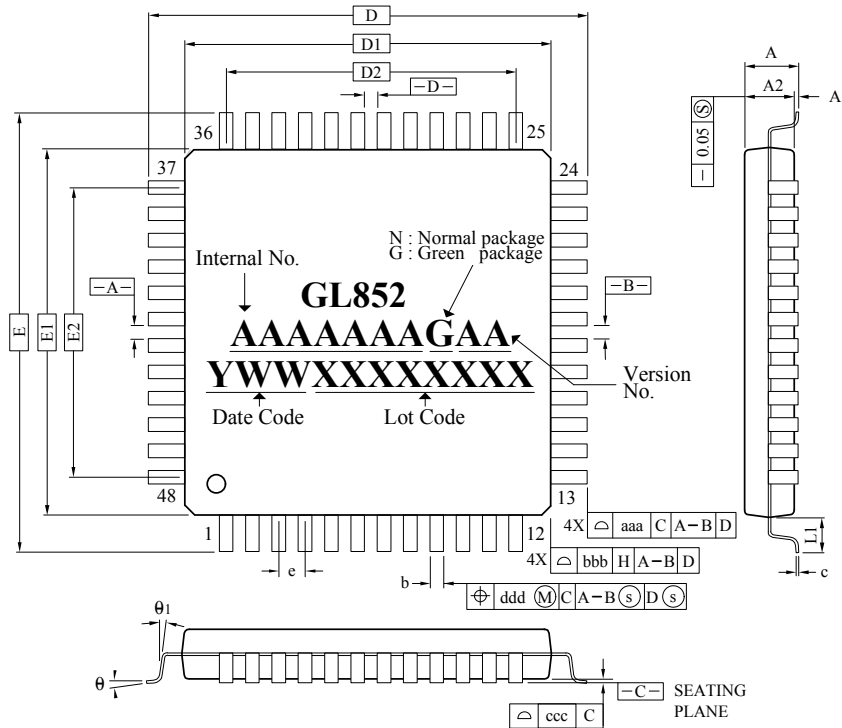 D
D1
D2
-D-
A
A2 A
36 25
37 24
0.05 Ⓢ
N : Normal package
G : Green package
Internal No.
GL852
-A- -B-
E E1 E2
AAAAAAAGAA
YWWXXXXXXXX
Version
No.
Date Code Lot Code
48 13
1 12
4X ⌓ aaa C A-B D
4X ⌓ bbb H A-B D
e b
⌖ ddd Ⓜ C A-B ⓢ D ⓢ
L1
c
θ1
θ
-C- SEATING
PLANE
⌓ ccc C